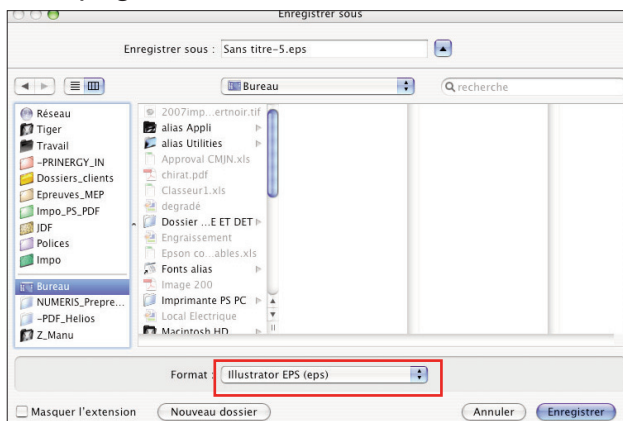 Enregistrer sous
Enregistrer sous : Sans titre-5.eps
Bureau
recherche
Réseau
Tiger
Travail
-PRINERGY_IN
Dossiers_clients
Epreuves_MEP
Impo_PS_PDF
JDF
Polices
Impo
Bureau
NUMERIS_Prepre...
-PDF_Helios
Z_Manu
2007imp...ertnoir.tif
alias Appli
alias Utilities
Approval CMJN.xls
chirat.pdf
Classeur1.xls
degradé
Dossier ...E ET DET
Engraissement
Epson co...ables.xls
Fonts alias
Image 200
Imprimante PS PC
Local Electrique
Macintosh HD
Format : Illustrator EPS (eps)
Masquer l'extension
Nouveau dossier
Annuler
Enregistrer